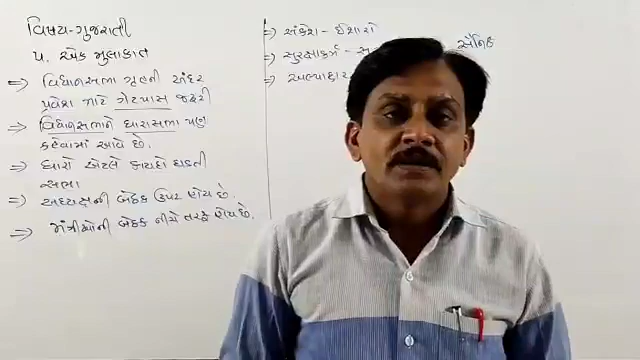 વિષય-ગુજરાતી
૫. એક મુલાકાત
⇒ વિધાનસભા ગૃહની અંદર
પ્રવેશ માટે ગેટપાસ જરૂરી
⇒ વિધાનસભાને ધારાસભા પણ
કહેવામાં આવે છે.
⇒ ધારો એટલે કાયદો ઘડતી
સભા
⇒ અધ્યક્ષની બેઠક ઉપર હોય છે.
⇒ મંત્રીઓની બેઠક નીચે તરફ હોય છે.
⇒ સંકેશ - ઈશારો
⇒ સુરક્ષાકર્મી -
સૈનિક
⇒